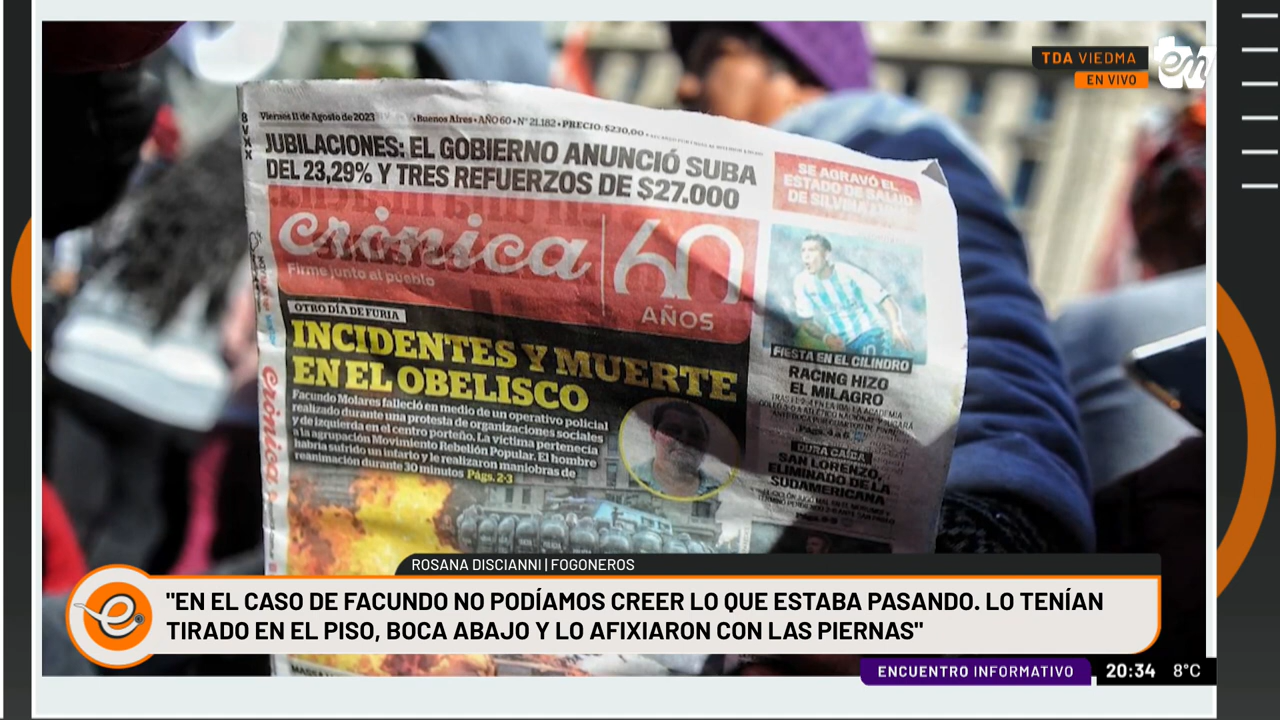 TDA VIEDMA
EN VIVO
Viernes 11 de Agosto de 2023
•Buenos Aires • AÑO 60 • N° 21.182 • PRECIO: $230,00
JUBILACIONES: EL GOBIERNO ANUNCIÓ SUBA
DEL 23,29% Y TRES REFUERZOS DE $27.000
SE AGRAVÓ EL
ESTADO DE SALUD
DE SILVINA
crónica
Firme junto al pueblo
60
AÑOS
OTRO DÍA DE FURIA
INCIDENTES Y MUERTE
EN EL OBELISCO
Facundo Molares falleció en medio de un operativo policial
realizado durante una protesta de organizaciones sociales
y de izquierda en el centro porteño. La víctima pertenecía
a la agrupación Movimiento Rebelión Popular. El hombre
habría sufrido un infarto y le realizaron maniobras de
reanimación durante 30 minutos Págs. 2-3
FIESTA EN EL CILINDRO
RACING HIZO
EL MILAGRO
DURA CAÍDA
SAN LORENZO,
ELIMINADO DE LA
SUDAMERICANA
Crónica
ROSANA DISCIANNI | FOGONEROS
"EN EL CASO DE FACUNDO NO PODÍAMOS CREER LO QUE ESTABA PASANDO. LO TENÍAN
TIRADO EN EL PISO, BOCA ABAJO Y LO AFIXIARON CON LAS PIERNAS"
ENCUENTRO INFORMATIVO
20:34 8°C